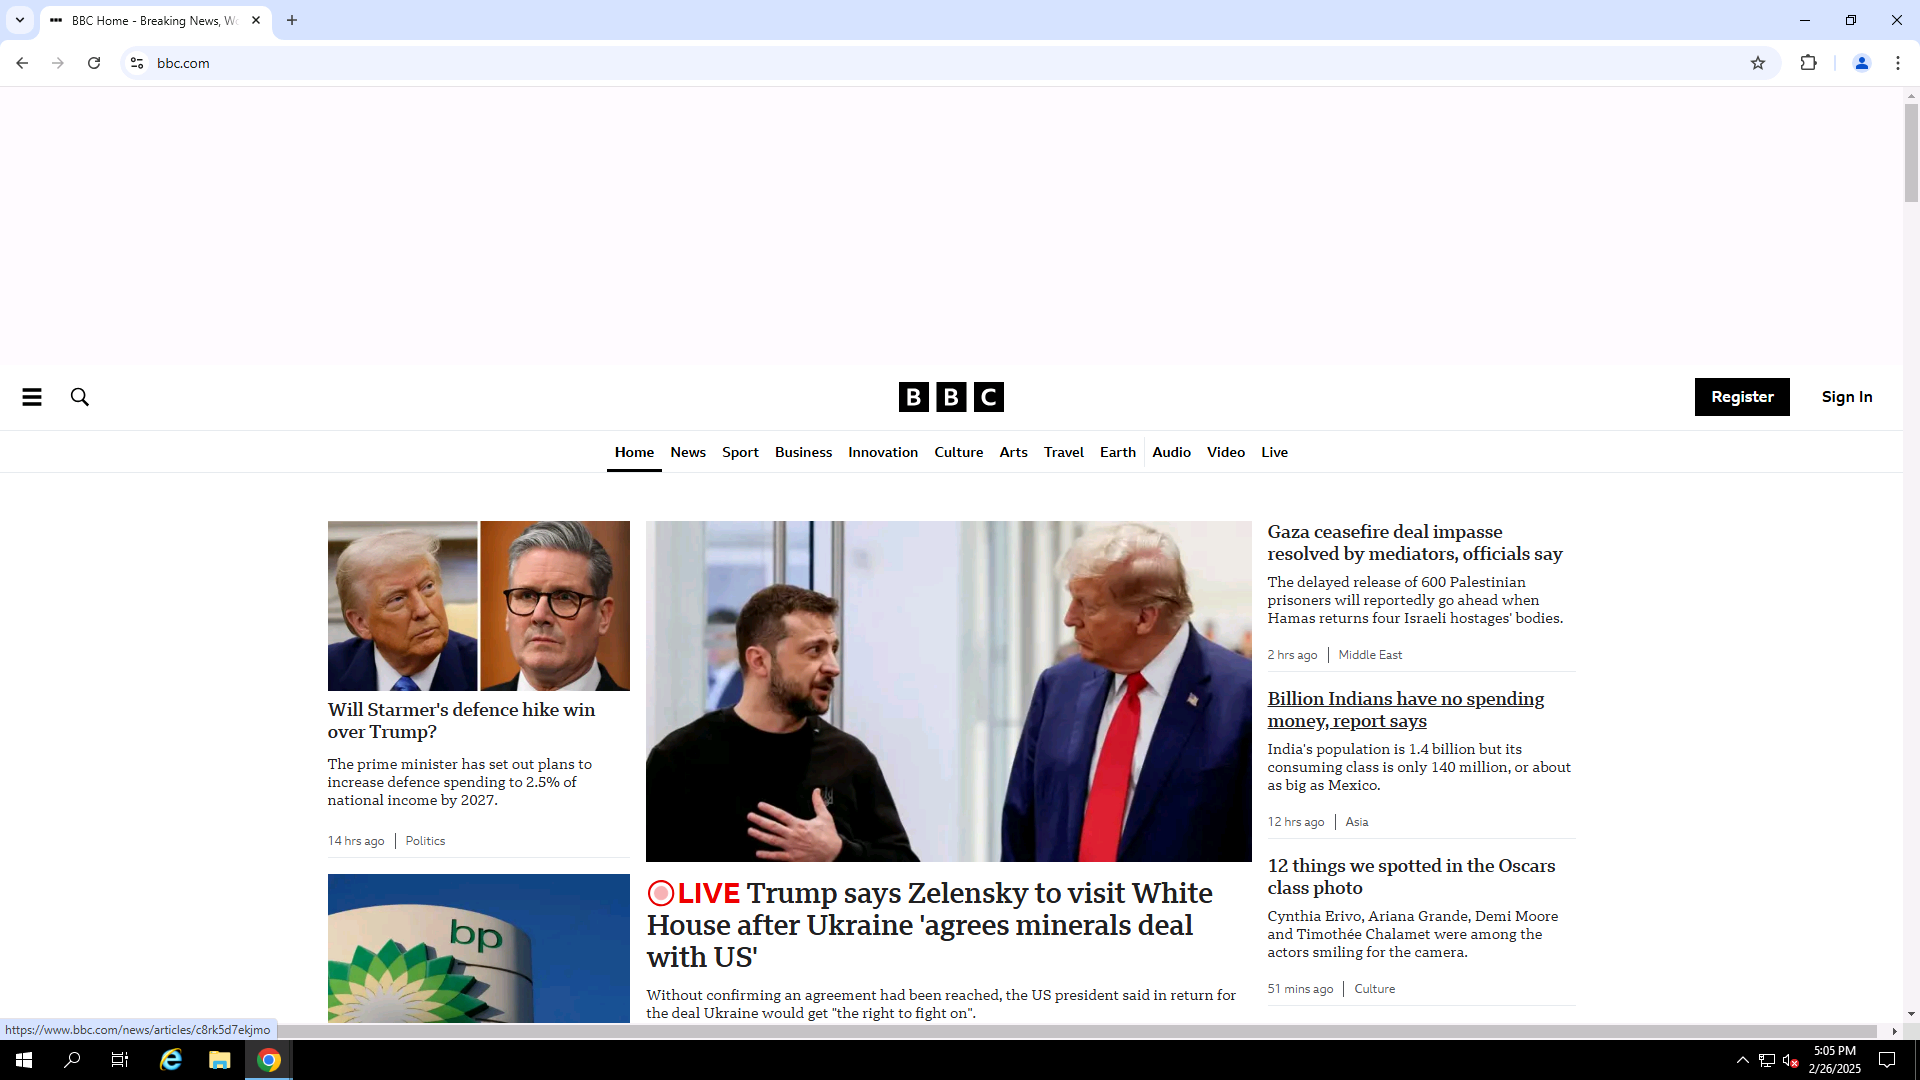 BBC Home - Breaking News, Wo
bbc.com
B B C
Register
Sign In
Home
News
Sport
Business
Innovation
Culture
Arts
Travel
Earth
Audio
Video
Live
Will Starmer's defence hike win
over Trump?
The prime minister has set out plans to
increase defence spending to 2.5% of
national income by 2027.
14 hrs ago
Politics
bp
LIVE Trump says Zelensky to visit White
House after Ukraine 'agrees minerals deal
with US'
Without confirming an agreement had been reached, the US president said in return for
the deal Ukraine would get "the right to fight on".
Gaza ceasefire deal impasse
resolved by mediators, officials say
The delayed release of 600 Palestinian
prisoners will reportedly go ahead when
Hamas returns four Israeli hostages' bodies.
2 hrs ago
Middle East
Billion Indians have no spending
money, report says
India's population is 1.4 billion but its
consuming class is only 140 million, or about
as big as Mexico.
12 hrs ago
Asia
12 things we spotted in the Oscars
class photo
Cynthia Erivo, Ariana Grande, Demi Moore
and Timothée Chalamet were among the
actors smiling for the camera.
51 mins ago
Culture
https://www.bbc.com/news/articles/c8rk5d7ekjmo
5:05 PM
2/26/2025